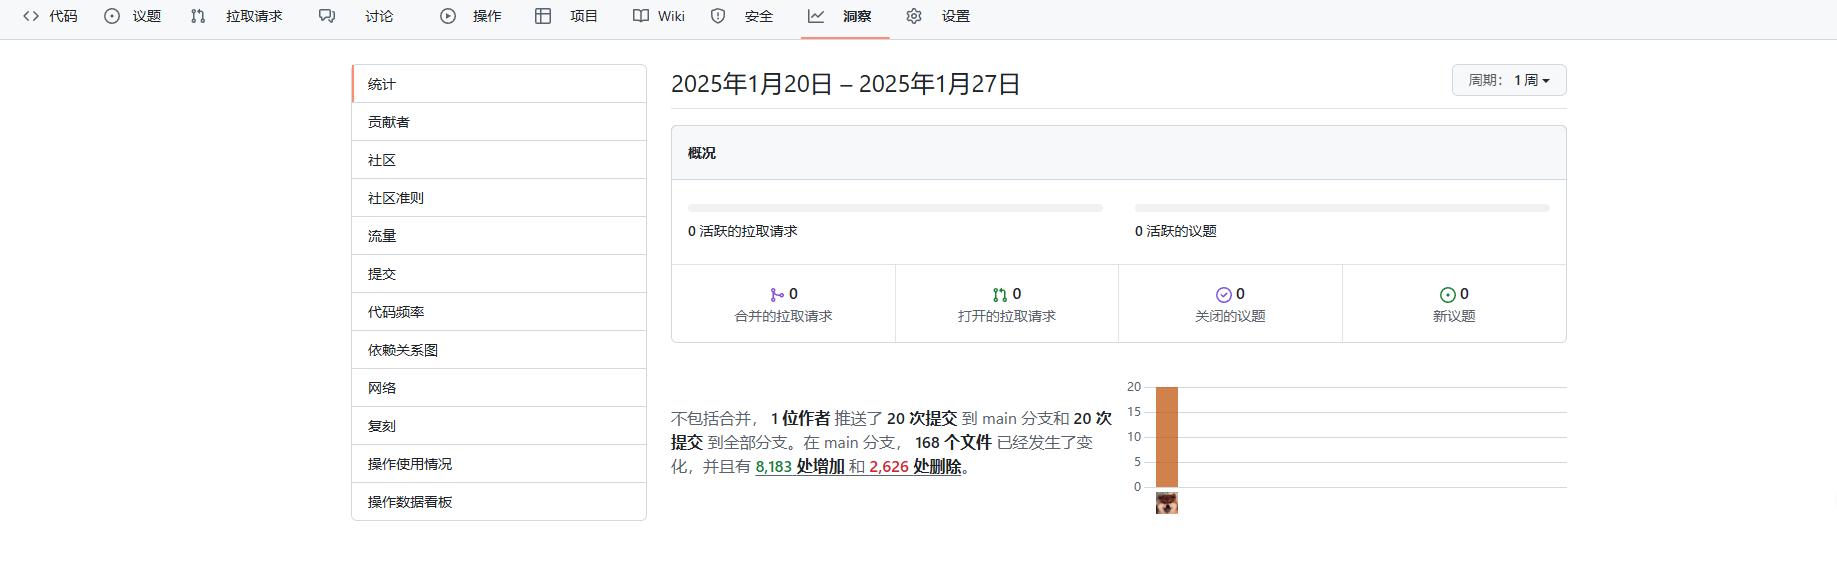 代码 议题 拉取请求 讨论 操作 项目 Wiki 安全 洞察 设置
统计
贡献者
社区
社区准则
流量
提交
代码频率
依赖关系图
网络
复刻
操作使用情况
操作数据看板
2025年1月20日 – 2025年1月27日
周期： 1 周
概况
0 活跃的拉取请求
0 活跃的议题
0
合并的拉取请求
0
打开的拉取请求
0
关闭的议题
0
新议题
不包括合并， 1 位作者 推送了 20 次提交 到 main 分支和 20 次
提交 到全部分支。在 main 分支， 168 个文件 已经发生了变
化，并且有 8,183 处增加 和 2,626 处删除。
20
15
10
5
0